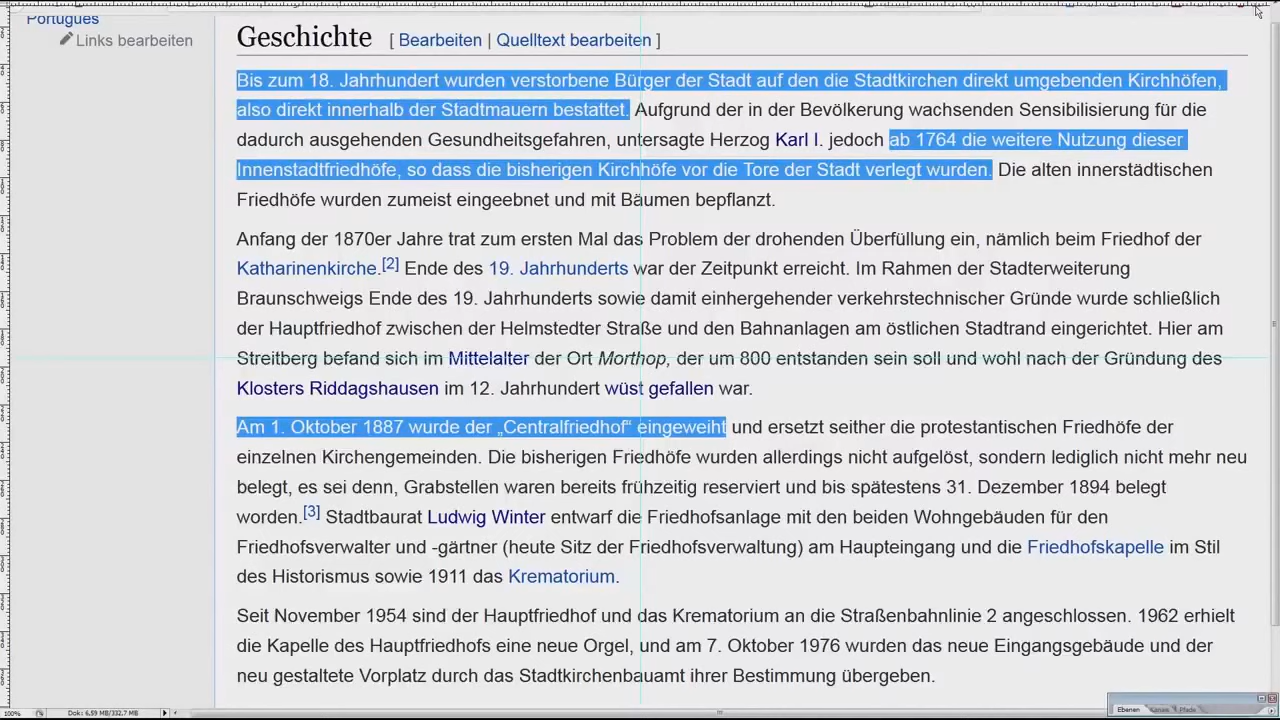 Português
Links bearbeiten
Geschichte [ Bearbeiten | Quelltext bearbeiten ]
Bis zum 18. Jahrhundert wurden verstorbene Bürger der Stadt auf den die Stadtkirchen direkt umgebenden Kirchhöfen,
also direkt innerhalb der Stadtmauern bestattet. Aufgrund der in der Bevölkerung wachsenden Sensibilisierung für die
dadurch ausgehenden Gesundheitsgefahren, untersagte Herzog Karl I. jedoch ab 1764 die weitere Nutzung dieser
Innenstadtfriedhöfe, so dass die bisherigen Kirchhöfe vor die Tore der Stadt verlegt wurden. Die alten innerstädtischen
Friedhöfe wurden zumeist eingeebnet und mit Bäumen bepflanzt.
Anfang der 1870er Jahre trat zum ersten Mal das Problem der drohenden Überfüllung ein, nämlich beim Friedhof der
Katharinenkirche.[2] Ende des 19. Jahrhunderts war der Zeitpunkt erreicht. Im Rahmen der Stadterweiterung
Braunschweigs Ende des 19. Jahrhunderts sowie damit einhergehender verkehrstechnischer Gründe wurde schließlich
der Hauptfriedhof zwischen der Helmstedter Straße und den Bahnanlagen am östlichen Stadtrand eingerichtet. Hier am
Streitberg befand sich im Mittelalter der Ort Morthop, der um 800 entstanden sein soll und wohl nach der Gründung des
Klosters Riddagshausen im 12. Jahrhundert wüst gefallen war.
Am 1. Oktober 1887 wurde der „Centralfriedhof“ eingeweiht und ersetzt seither die protestantischen Friedhöfe der
einzelnen Kirchengemeinden. Die bisherigen Friedhöfe wurden allerdings nicht aufgelöst, sondern lediglich nicht mehr neu
belegt, es sei denn, Grabstellen waren bereits frühzeitig reserviert und bis spätestens 31. Dezember 1894 belegt
worden.[3] Stadtbaurat Ludwig Winter entwarf die Friedhofsanlage mit den beiden Wohngebäuden für den
Friedhofsverwalter und -gärtner (heute Sitz der Friedhofsverwaltung) am Haupteingang und die Friedhofskapelle im Stil
des Historismus sowie 1911 das Krematorium.
Seit November 1954 sind der Hauptfriedhof und das Krematorium an die Straßenbahnlinie 2 angeschlossen. 1962 erhielt
die Kapelle des Hauptfriedhofs eine neue Orgel, und am 7. Oktober 1976 wurden das neue Eingangsgebäude und der
neu gestaltete Vorplatz durch das Stadtkirchenbauamt ihrer Bestimmung übergeben.
100% Dok: 6,59 MB/332,7 MB
Ebenen Kanäle Pfade